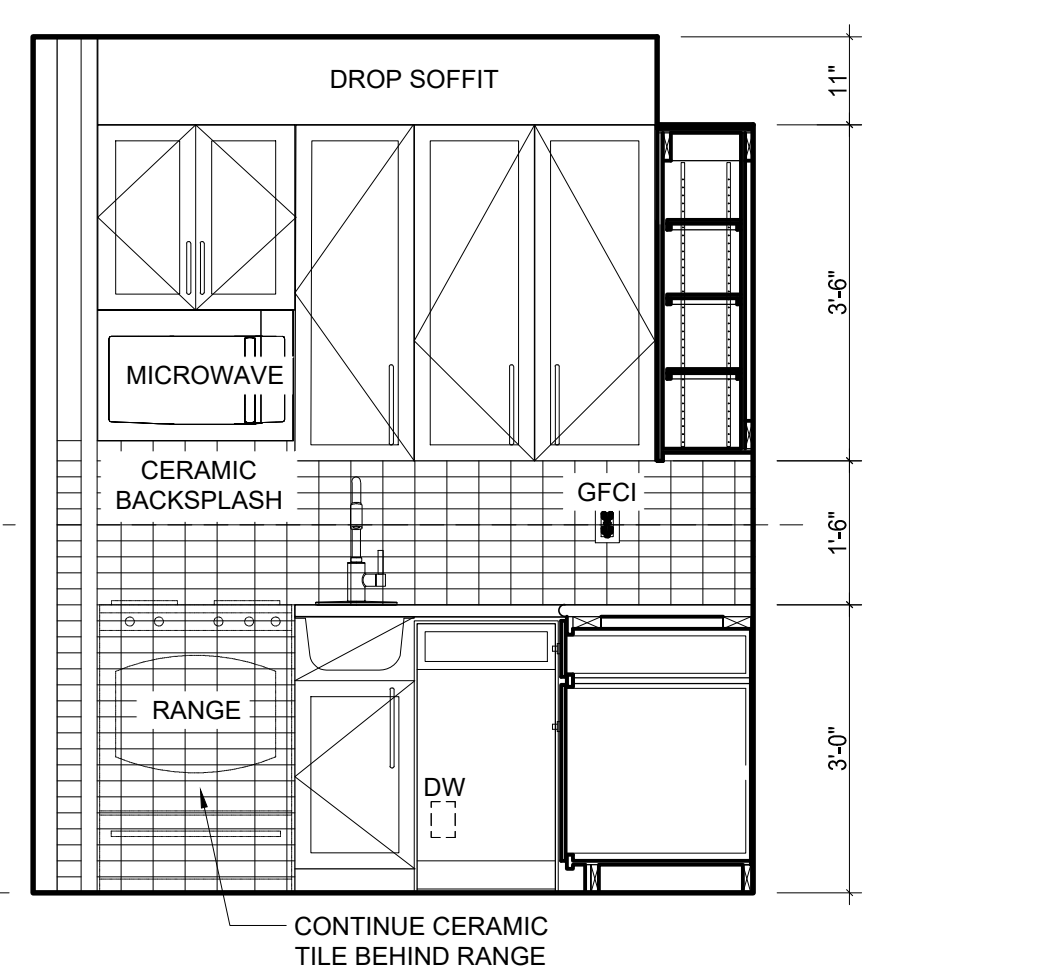 DROP SOFFIT
11"
3'-6"
MICROWAVE
CERAMIC
BACKSPLASH
GFCI
1'-6"
RANGE
DW
3'-0"
CONTINUE CERAMIC
TILE BEHIND RANGE